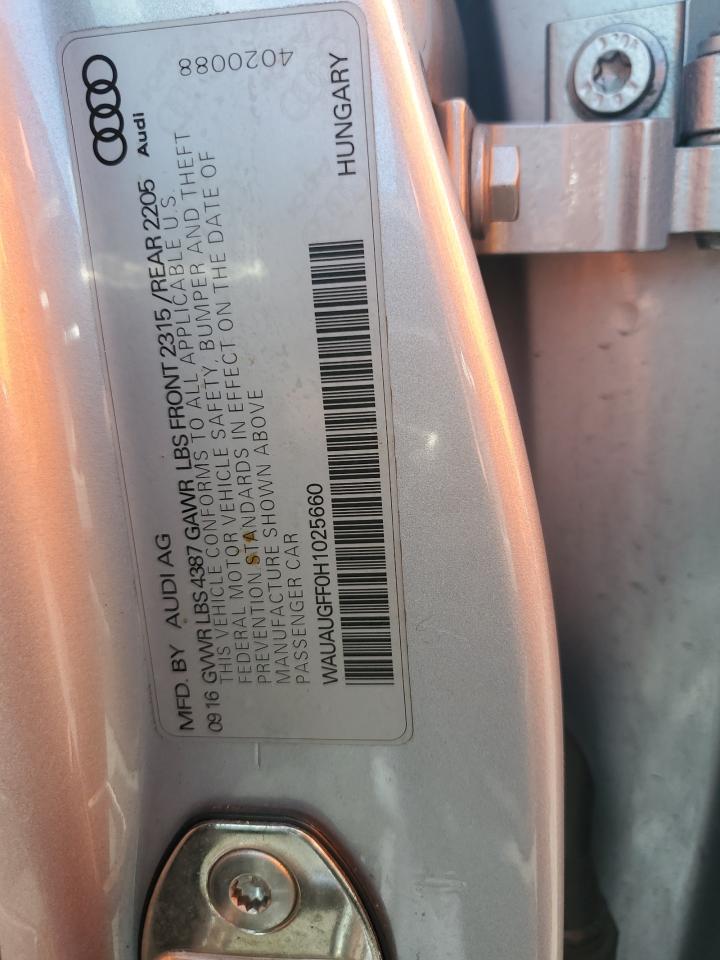 Audi
4020088
MFD. BY AUDI AG
09 16 GVWR LBS 4387 GAWR LBS FRONT 2315 /REAR 2205
THIS VEHICLE CONFORMS TO ALL APPLICABLE U.S.
FEDERAL MOTOR VEHICLE SAFETY, BUMPER AND THEFT
PREVENTION STANDARDS IN EFFECT ON THE DATE OF
MANUFACTURE SHOWN ABOVE
PASSENGER CAR
HUNGARY
WAUAUGFF0H1025660